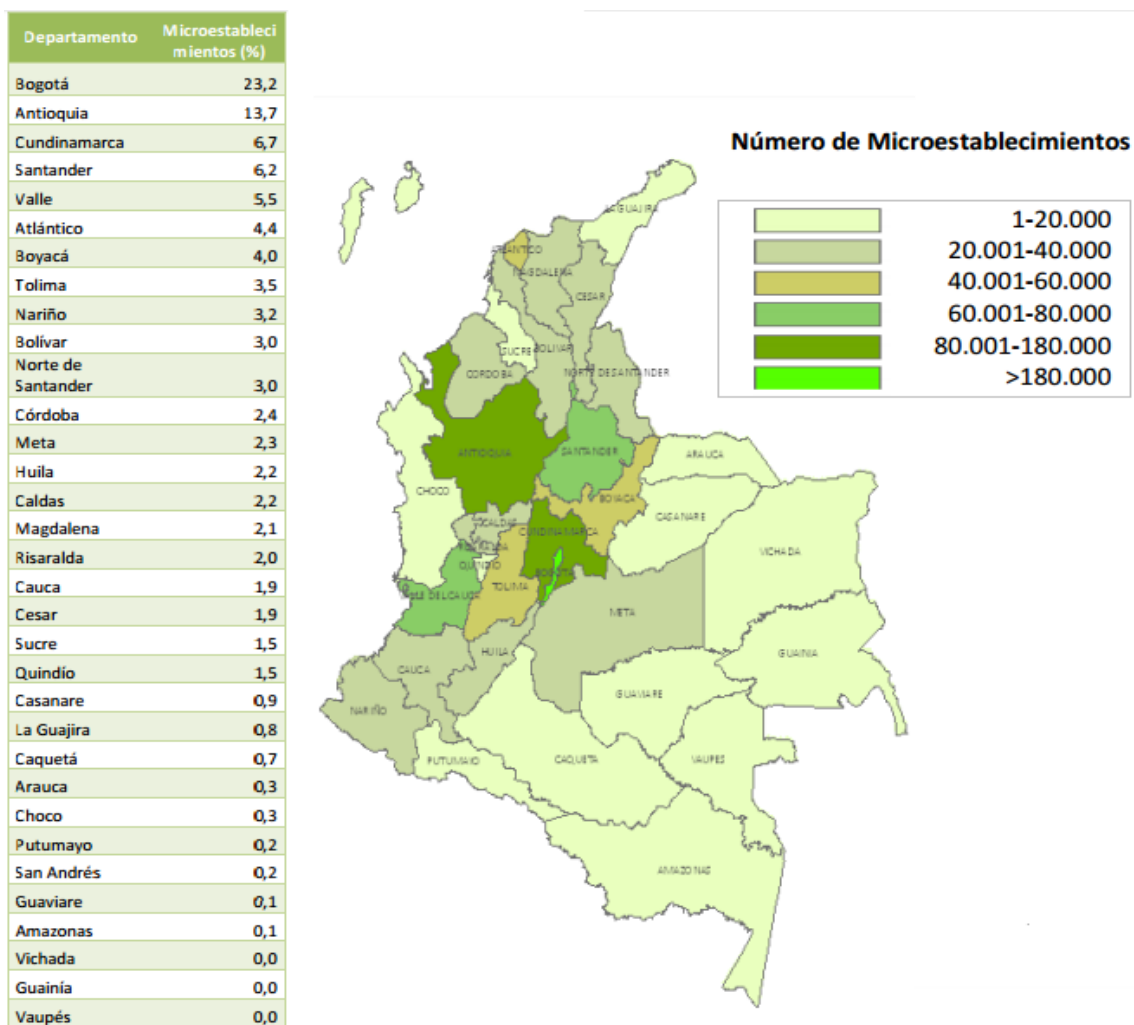 Departamento Microestableci
mientos (%)
Bogotá 23,2
Antioquia 13,7
Cundinamarca 6,7
Santander 6,2
Valle 5,5
Atlántico 4,4
Boyacá 4,0
Tolima 3,5
Nariño 3,2
Bolívar 3,0
Norte de
Santander 3,0
Córdoba 2,4
Meta 2,3
Huila 2,2
Caldas 2,2
Magdalena 2,1
Risaralda 2,0
Cauca 1,9
Cesar 1,9
Sucre 1,5
Quindío 1,5
Casanare 0,9
La Guajira 0,8
Caquetá 0,7
Arauca 0,3
Choco 0,3
Putumayo 0,2
San Andrés 0,2
Guaviare 0,1
Amazonas 0,1
Vichada 0,0
Guainía 0,0
Vaupés 0,0
Número de Microestablecimientos
1-20.000
20.001-40.000
40.001-60.000
60.001-80.000
80.001-180.000
>180.000
LA GUAJIRA
ATLANTICO
MAGDALENA
CESAR
SUCRE
BOLIVAR
CORDOBA
NORTE DE SANTANDER
ANTIOQUIA
SANTANDER
ARAUCA
CHOCO
BOYACA
CASANARE
CALDAS
CUNDINAMARCA
VICHADA
QUINDIO
BOGOTA
TOLIMA
DEL CAUCA
META
HUILA
GUAINIA
CAUCA
GUAVIARE
NARIÑO
PUTUMAIO
CAQUETA
VAUPES
AMAZONAS